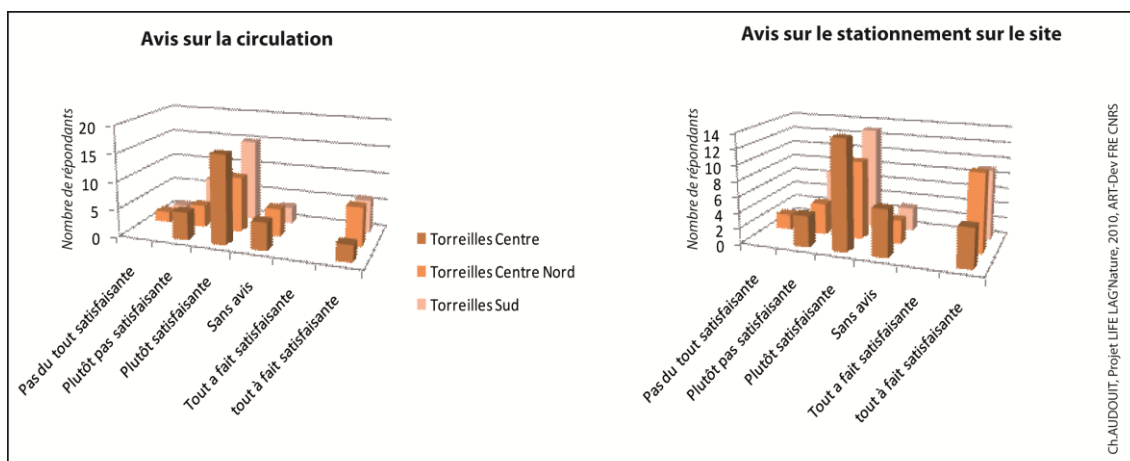 Avis sur la circulation
Nombre de répondants
20
15
10
5
0
Pas du tout satisfaisante
Plutôt pas satisfaisante
Plutôt satisfaisante
Sans avis
Tout a fait satisfaisante
tout à fait satisfaisante
Torreilles Centre
Torreilles Centre Nord
Torreilles Sud
Avis sur le stationnement sur le site
Nombre de répondants
14
12
10
8
6
4
2
0
Pas du tout satisfaisante
Plutôt pas satisfaisante
Plutôt satisfaisante
Sans avis
Tout a fait satisfaisante
tout à fait satisfaisante
Ch.AUDOUIT, Projet LIFE LAG'Nature, 2010, ART-Dev FRE CNRS